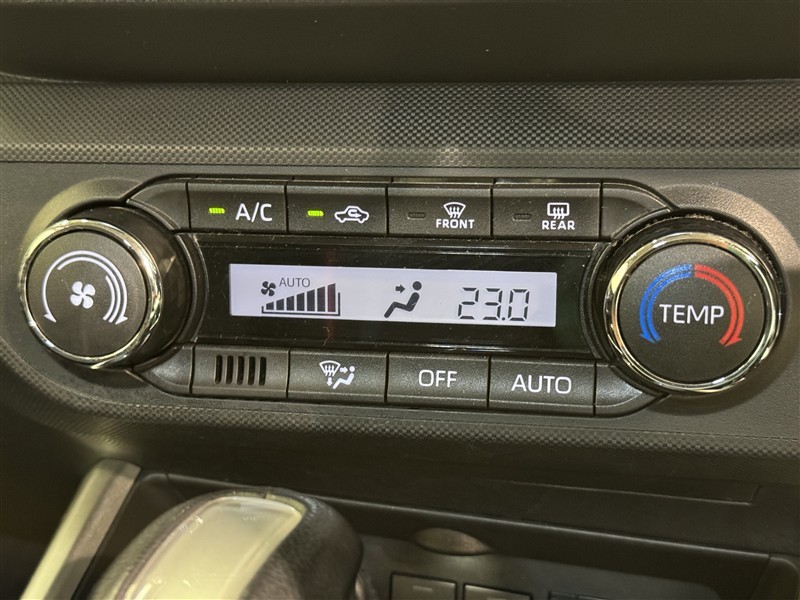 A/C
FRONT
REAR
AUTO
23.0
TEMP
OFF
AUTO